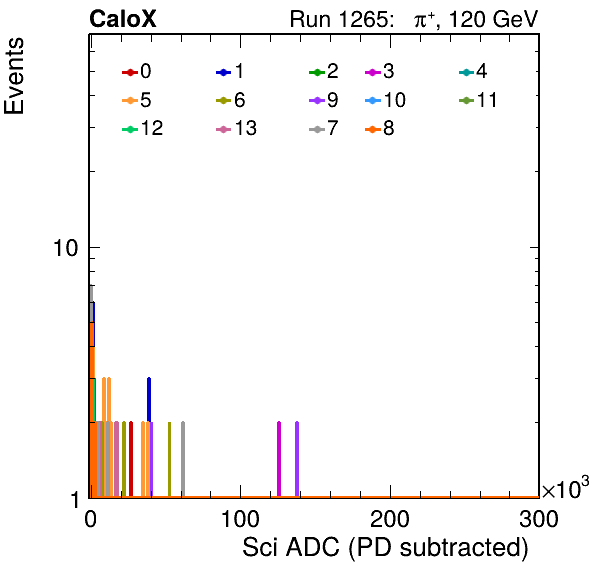 CaloX Run 1265: π⁺, 120 GeV
Events
0 1 2 3 4
5 6 9 10 11
12 13 7 8
10
1
0 100 200 300
×10³
Sci ADC (PD subtracted)